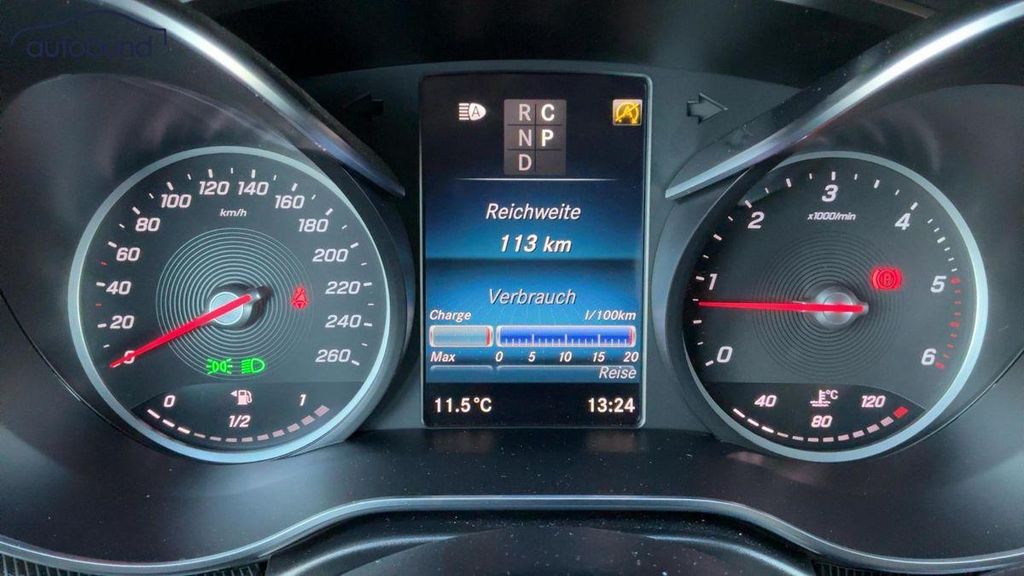 autobund
0
20
40
60
80
100
120
140
160
180
200
220
240
260
km/h
0
1/2
1
A
R C
N P
D
A
Reichweite
113 km
Verbrauch
Charge l/100km
Max 0 5 10 15 20
Reise
11.5°C 13:24
0
1
2
3
4
5
6
x1000/min
P
°C
40
80
120